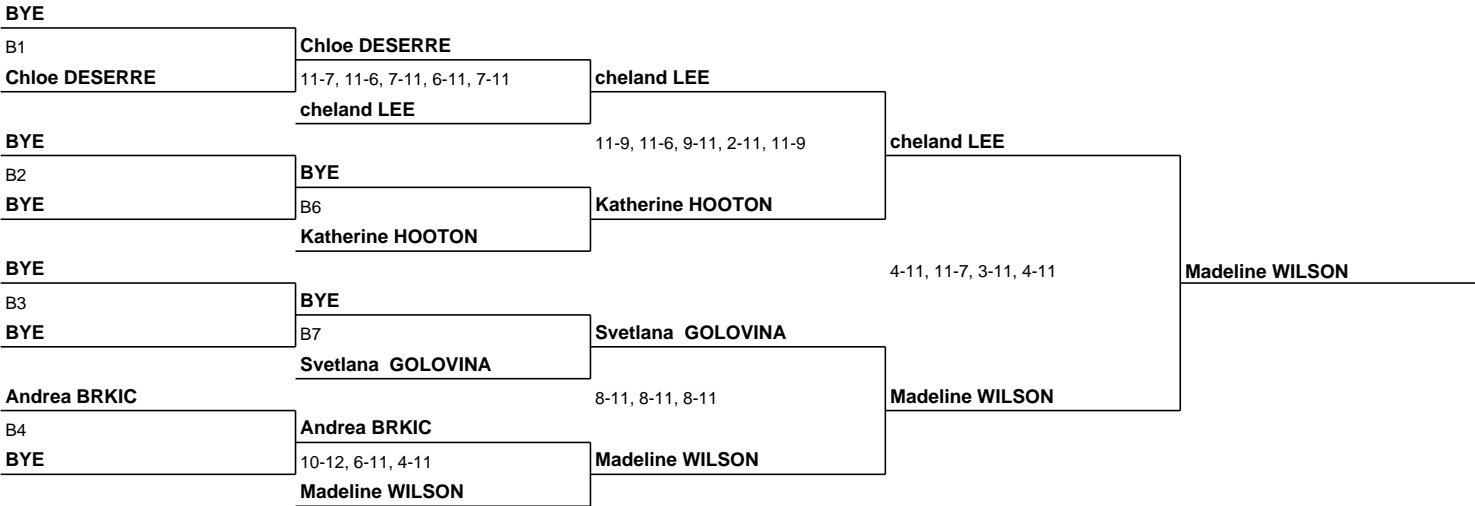 BYE
B1
Chloe DESERRE
Chloe DESERRE
11-7, 11-6, 7-11, 6-11, 7-11
cheland LEE
cheland LEE
BYE
B2
BYE
BYE
B6
Katherine HOOTON
11-9, 11-6, 9-11, 2-11, 11-9
Katherine HOOTON
cheland LEE
BYE
B3
BYE
BYE
B7
Svetlana  GOLOVINA
Svetlana  GOLOVINA
Andrea BRKIC
B4
BYE
Andrea BRKIC
10-12, 6-11, 4-11
Madeline WILSON
8-11, 8-11, 8-11
Madeline WILSON
4-11, 11-7, 3-11, 4-11
Madeline WILSON
Madeline WILSON